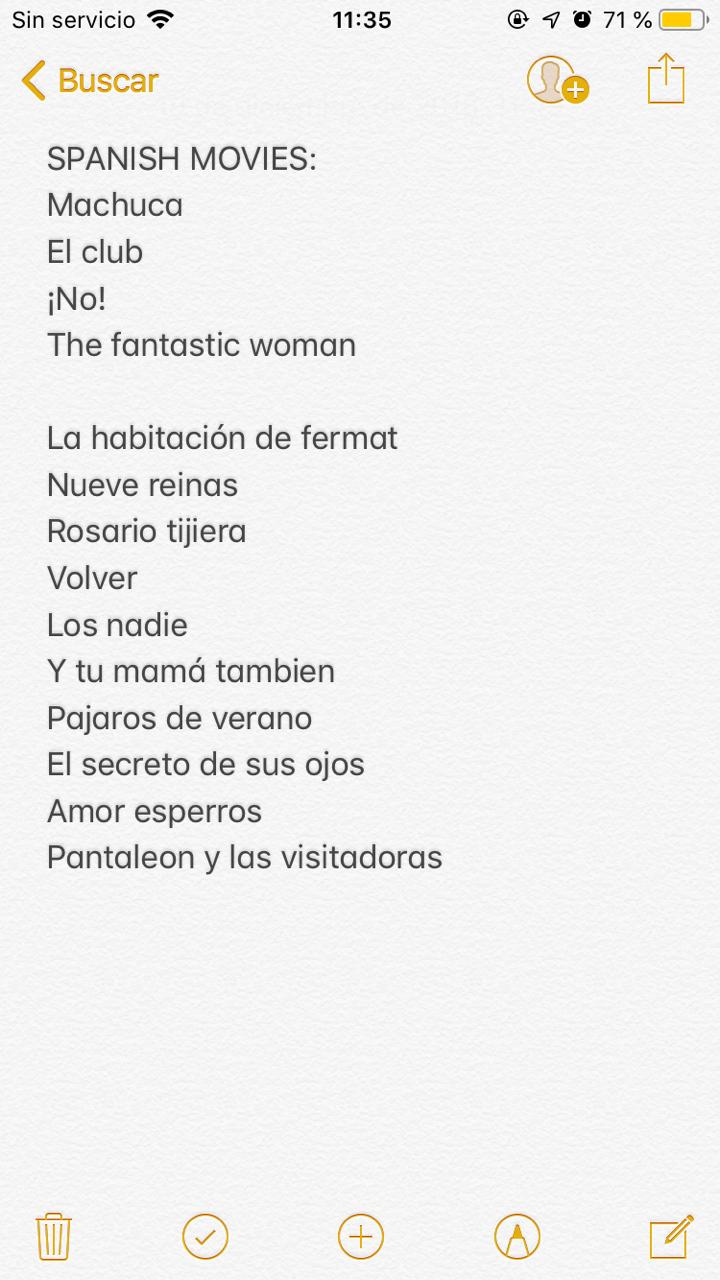 Sin servicio 11:35 71 %
Buscar
SPANISH MOVIES:
Machuca
El club
¡No!
The fantastic woman
La habitación de fermat
Nueve reinas
Rosario tijiera
Volver
Los nadie
Y tu mamá tambien
Pajaros de verano
El secreto de sus ojos
Amor esperros
Pantaleon y las visitadoras